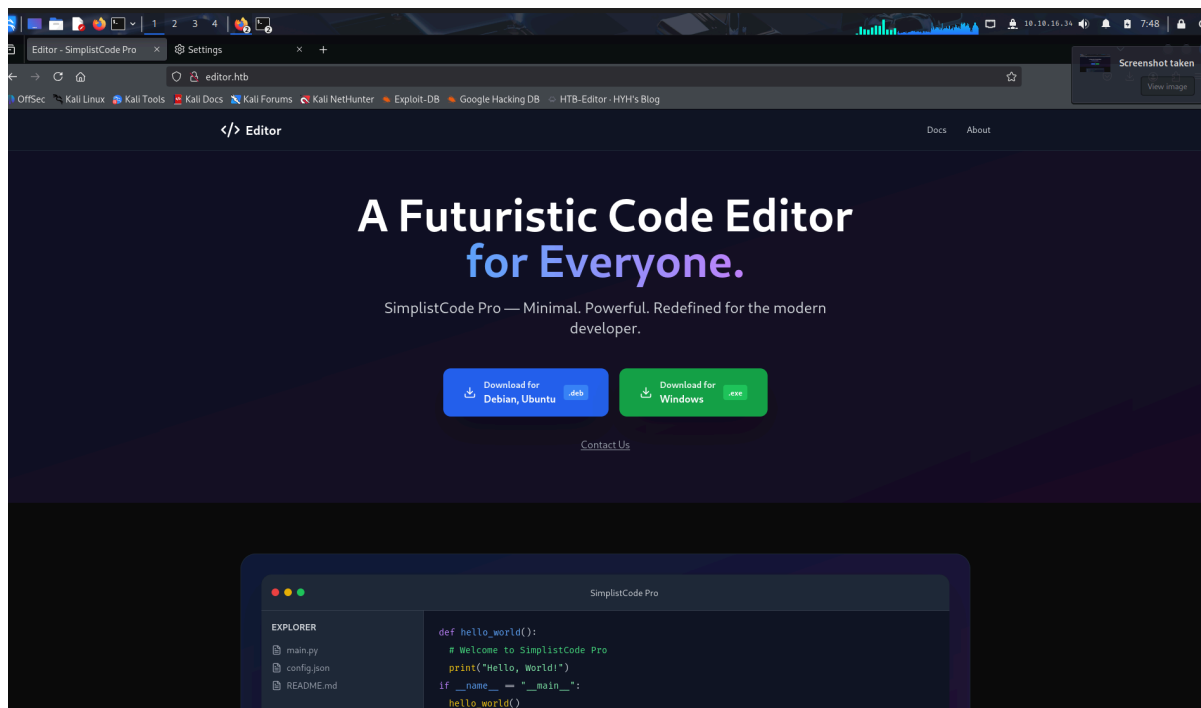 1 2 3 4 2 2 10.10.16.34 7:48
Editor - SimplistCode Pro × Settings × +
Screenshot taken
View image
editor.htb
OffSec Kali Linux Kali Tools Kali Docs Kali Forums Kali NetHunter Exploit-DB Google Hacking DB HTB-Editor - HYH's Blog
</> Editor
Docs About
A Futuristic Code Editor
for Everyone.
SimplistCode Pro — Minimal. Powerful. Redefined for the modern
developer.
Download for
Debian, Ubuntu .deb
Download for
Windows .exe
Contact Us
SimplistCode Pro
EXPLORER
main.py
config.json
README.md
def hello_world():
# Welcome to SimplistCode Pro
print("Hello, World!")
if __name__ == "__main__":
hello_world()